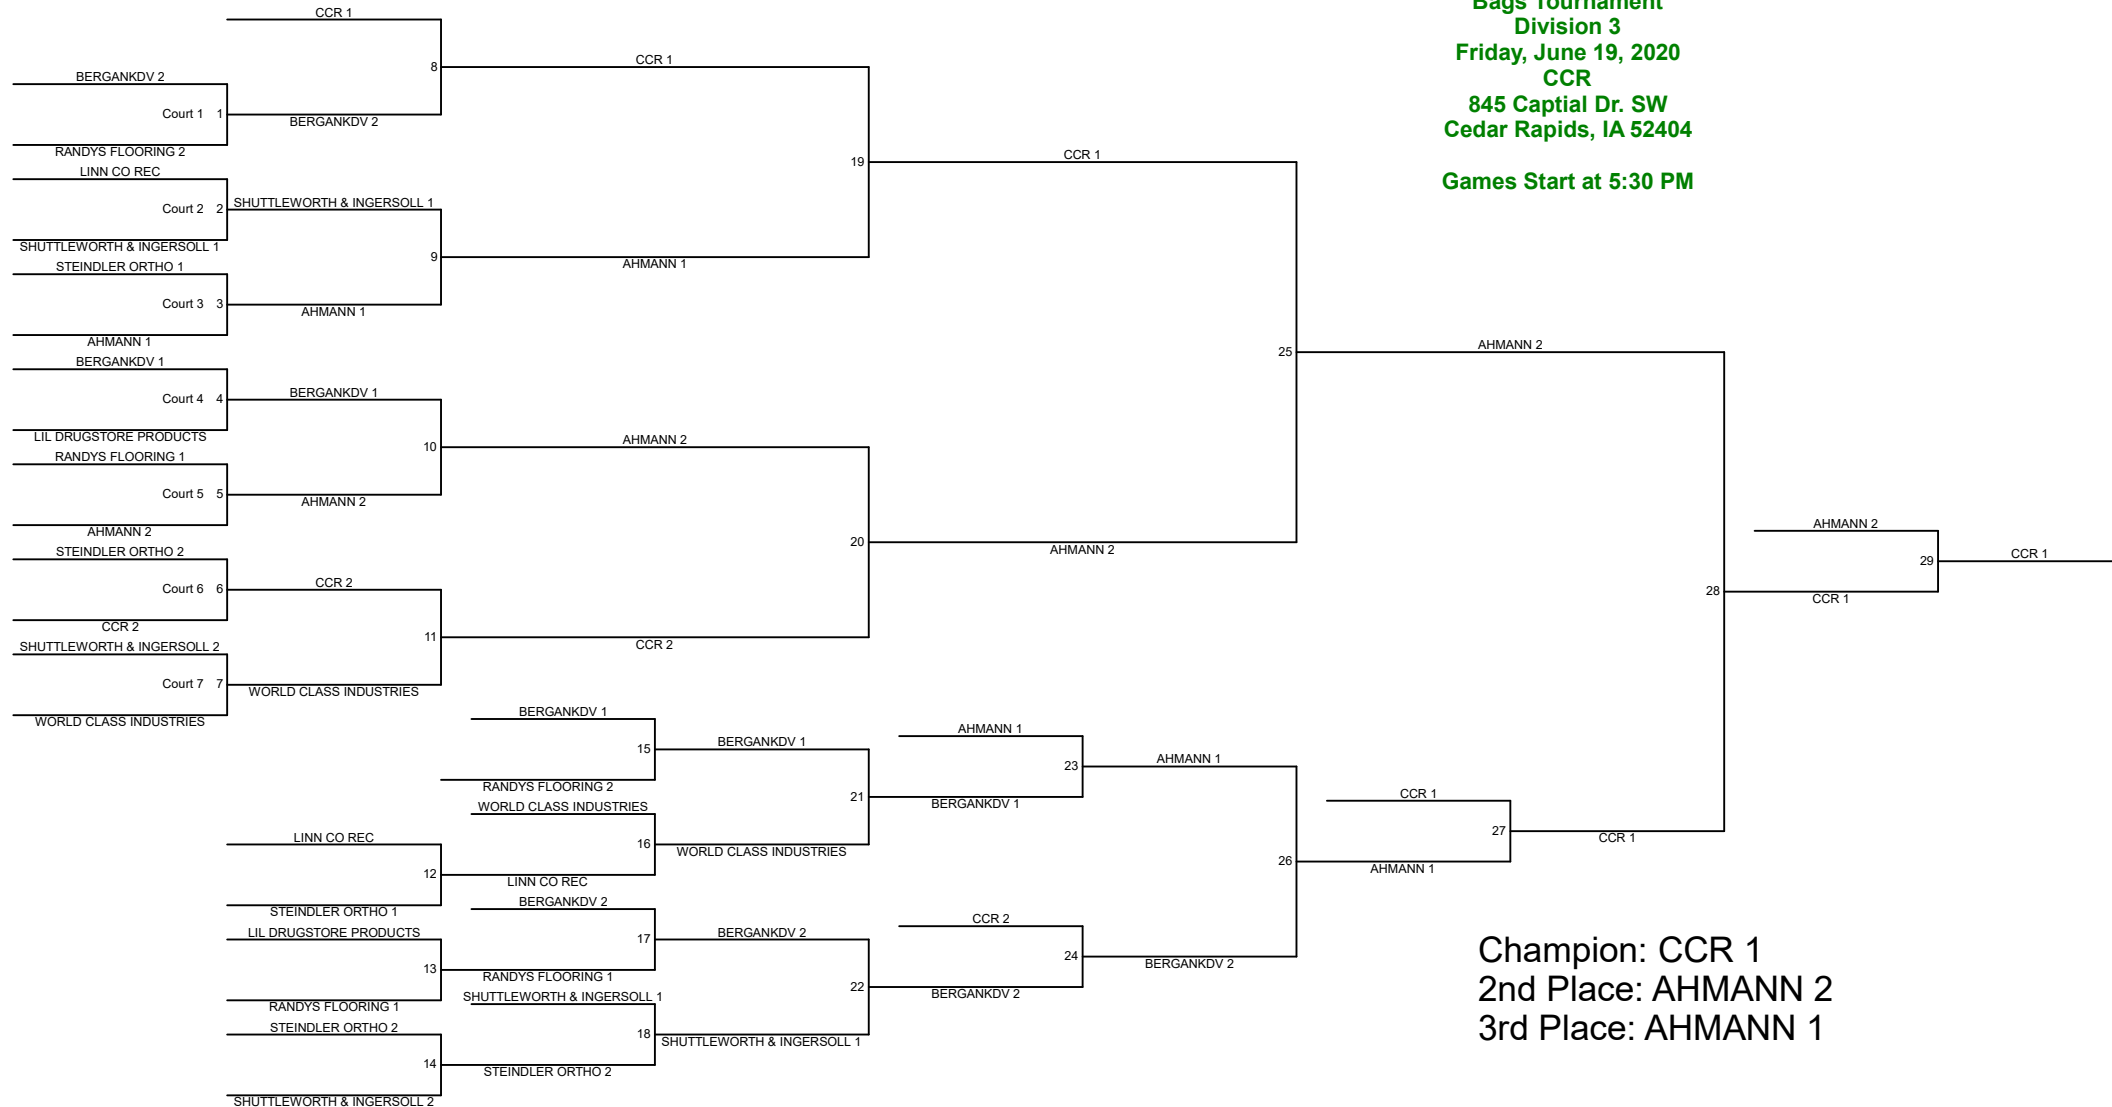 Bags Tournament
Division 3
Friday, June 19, 2020
CCR
845 Captial Dr. SW
Cedar Rapids, IA 52404
Games Start at 5:30 PM
CCR 1
8
BERGANKDV 2
Court 1 1
RANDYS FLOORING 2
BERGANKDV 2
LINN CO REC
Court 2 2
SHUTTLEWORTH & INGERSOLL 1
SHUTTLEWORTH & INGERSOLL 1
9
STEINDLER ORTHO 1
Court 3 3
AHMANN 1
AHMANN 1
BERGANKDV 1
Court 4 4
LIL DRUGSTORE PRODUCTS
BERGANKDV 1
10
RANDYS FLOORING 1
Court 5 5
AHMANN 2
AHMANN 2
STEINDLER ORTHO 2
Court 6 6
CCR 2
CCR 2
11
SHUTTLEWORTH & INGERSOLL 2
Court 7 7
WORLD CLASS INDUSTRIES
WORLD CLASS INDUSTRIES
CCR 1
19
AHMANN 1
AHMANN 2
20
CCR 2
CCR 1
25
AHMANN 2
AHMANN 2
28
AHMANN 2
29
CCR 1
CCR 1
BERGANKDV 1
15
RANDYS FLOORING 2
WORLD CLASS INDUSTRIES
16
LINN CO REC
LINN CO REC
12
STEINDLER ORTHO 1
BERGANKDV 2
17
RANDYS FLOORING 1
LIL DRUGSTORE PRODUCTS
13
RANDYS FLOORING 1
SHUTTLEWORTH & INGERSOLL 1
18
STEINDLER ORTHO 2
STEINDLER ORTHO 2
14
SHUTTLEWORTH & INGERSOLL 2
BERGANKDV 1
21
WORLD CLASS INDUSTRIES
BERGANKDV 2
22
SHUTTLEWORTH & INGERSOLL 1
AHMANN 1
23
BERGANKDV 1
CCR 2
24
BERGANKDV 2
AHMANN 1
26
BERGANKDV 2
CCR 1
27
AHMANN 1
CCR 1
Champion: CCR 1
2nd Place: AHMANN 2
3rd Place: AHMANN 1